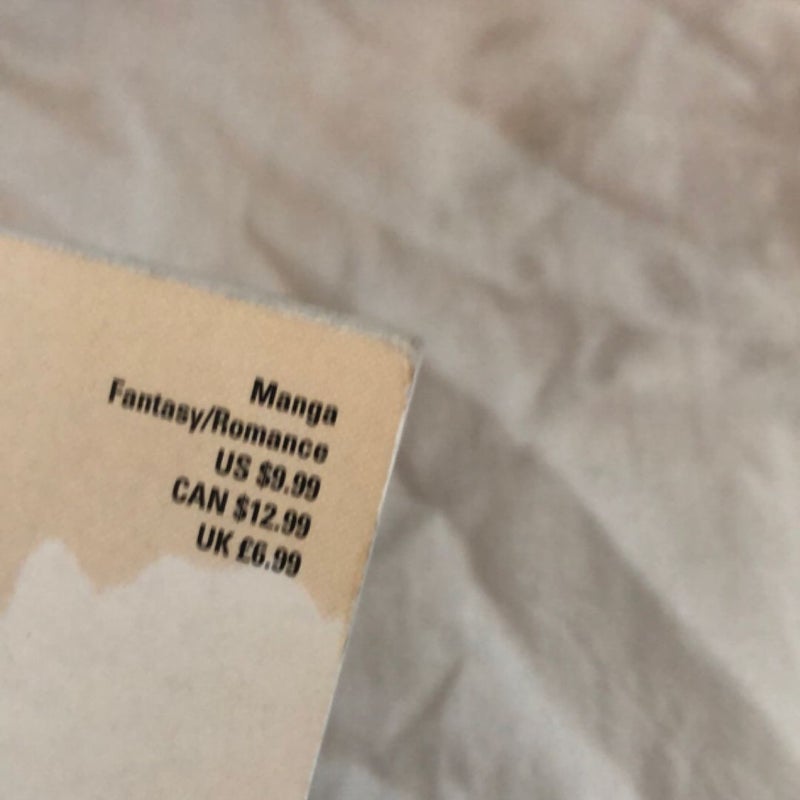 Manga
Fantasy/Romance
US $9.99
CAN $12.99
UK £6.99